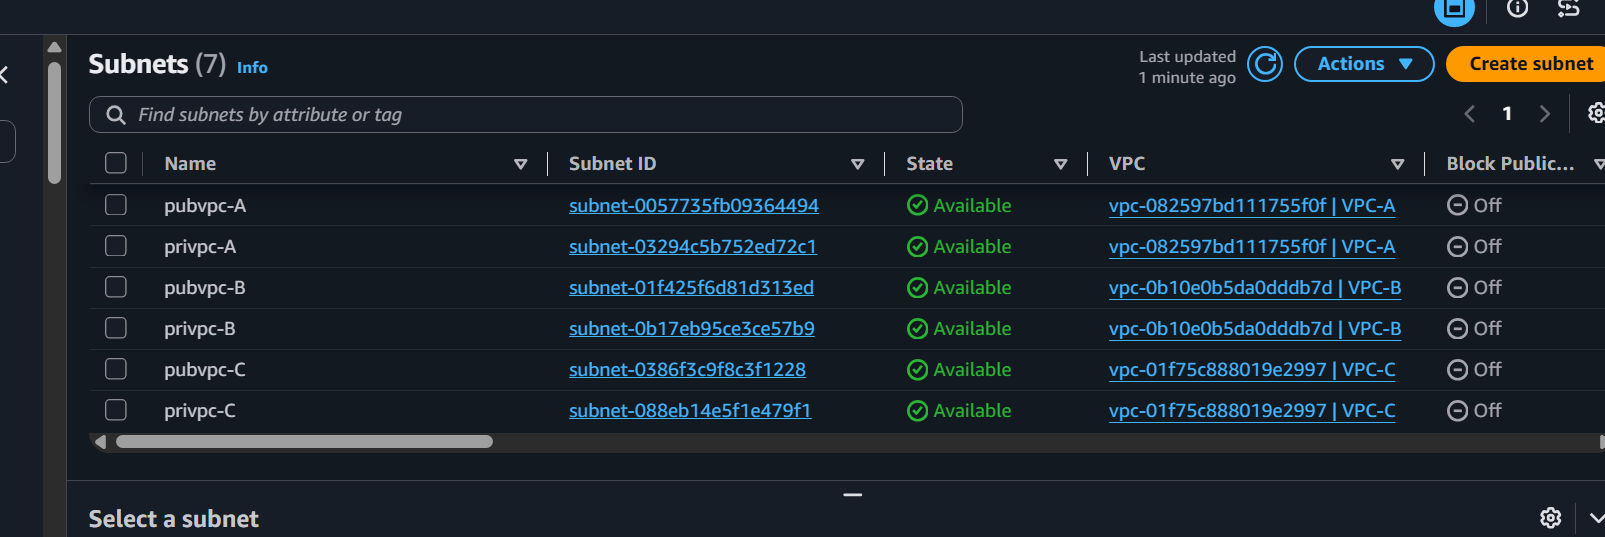 Subnets (7) Info
Last updated
1 minute ago
Actions
Create subnet
Find subnets by attribute or tag
1
Name Subnet ID State VPC Block Public...
pubvpc-A subnet-0057735fb09364494 Available vpc-082597bd111755f0f | VPC-A Off
privpc-A subnet-03294c5b752ed72c1 Available vpc-082597bd111755f0f | VPC-A Off
pubvpc-B subnet-01f425f6d81d313ed Available vpc-0b10e0b5da0dddb7d | VPC-B Off
privpc-B subnet-0b17eb95ce3ce57b9 Available vpc-0b10e0b5da0dddb7d | VPC-B Off
pubvpc-C subnet-0386f3c9f8c3f1228 Available vpc-01f75c888019e2997 | VPC-C Off
privpc-C subnet-088eb14e5f1e479f1 Available vpc-01f75c888019e2997 | VPC-C Off
Select a subnet